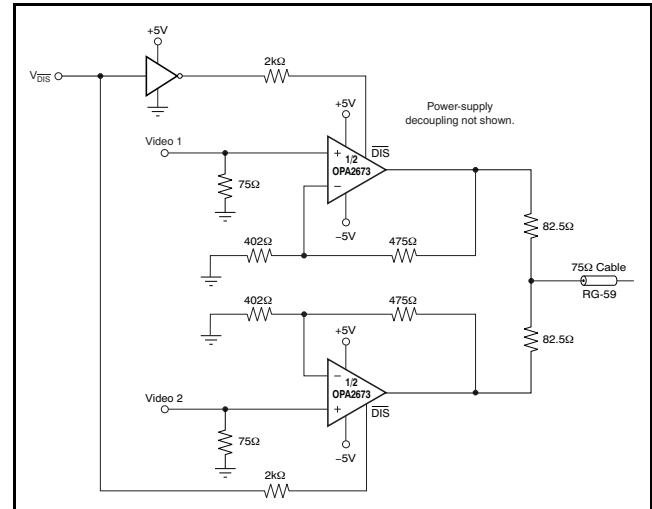 +5V
V DIS
2kΩ
+5V
Power-supply
decoupling not shown.
Video 1
DIS
+
1/2
OPA2673
−
75Ω
−5V
402Ω
475Ω
82.5Ω
75Ω Cable
RG-59
402Ω
475Ω
+5V
82.5Ω
−
1/2
OPA2673
+
DIS
Video 2
75Ω
−5V
2kΩ